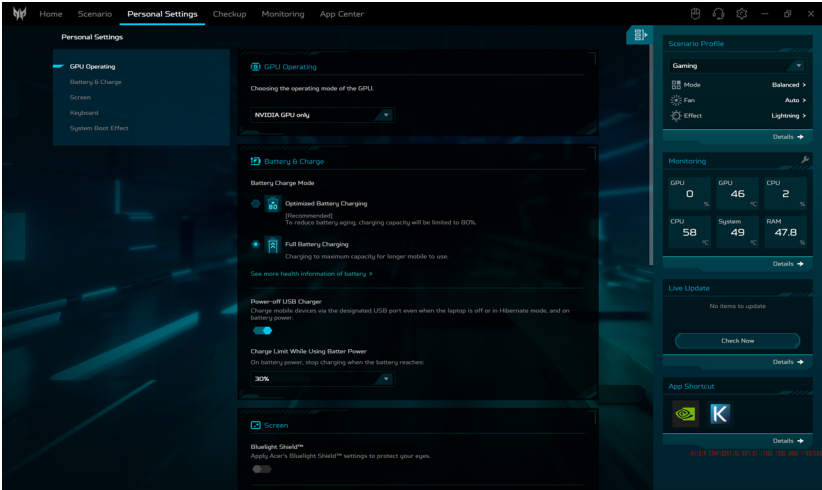 Home Scenario Personal Settings Checkup Monitoring App Center
Personal Settings
GPU Operating
Battery & Charge
Screen
Keyboard
System Boot Effect
GPU Operating
Choosing the operating mode of the GPU.
NVIDIA GPU only
Battery & Charge
Battery Charge Mode
80
Optimized Battery Charging
(Recommended)
To reduce battery aging, charging capacity will be limited to 80%.
Full Battery Charging
Charging to maximum capacity for longer mobile to use.
See more health information of battery >
Power-off USB Charger
Charge mobile devices via the designated USB port even when the laptop is off or in Hibernate mode, and on
battery power.
Charge Limit While Using Batter Power
On battery power, stop charging when the battery reaches:
30%
Screen
Bluelight Shield™
Apply Acer's Bluelight Shield™ settings to protect your eyes.
Scenario Profile
Gaming
Mode Balanced >
Fan Auto >
Effect Lightning >
Details
Monitoring
GPU GPU CPU
0 % 46 °C 2 %
CPU System RAM
58 °C 49 °C 47.8 %
Details
Live Update
No items to update
Check Now
Details
App Shortcut
K
Details